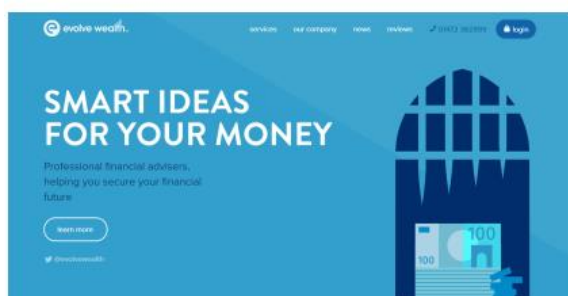 evolve wealth.
services our company news reviews login
SMART IDEAS
FOR YOUR MONEY
Professional financial advisers,
helping you secure your financial
future
learn more
@evolvewealth
100
100